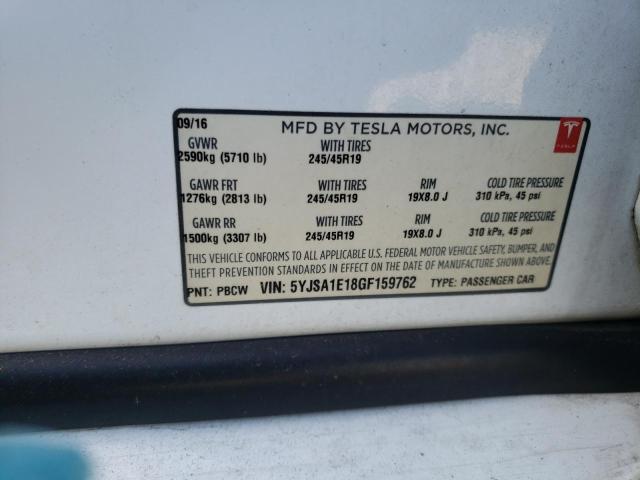 09/16 MFD BY TESLA MOTORS, INC. TESLA
GVWR WITH TIRES
2590kg (5710 lb) 245/45R19
GAWR FRT WITH TIRES RIM COLD TIRE PRESSURE
1276kg (2813 lb) 245/45R19 19X8.0 J 310 kPa, 45 psi
GAWR RR WITH TIRES RIM COLD TIRE PRESSURE
1500kg (3307 lb) 245/45R19 19X8.0 J 310 kPa, 45 psi
THIS VEHICLE CONFORMS TO ALL APPLICABLE U.S. FEDERAL MOTOR VEHICLE SAFETY, BUMPER, AND
THEFT PREVENTION STANDARDS IN EFFECT ON THE DATE OF MANUFACTURE SHOWN ABOVE.
PNT: PBCW VIN: 5YJSA1E18GF159762 TYPE: PASSENGER CAR